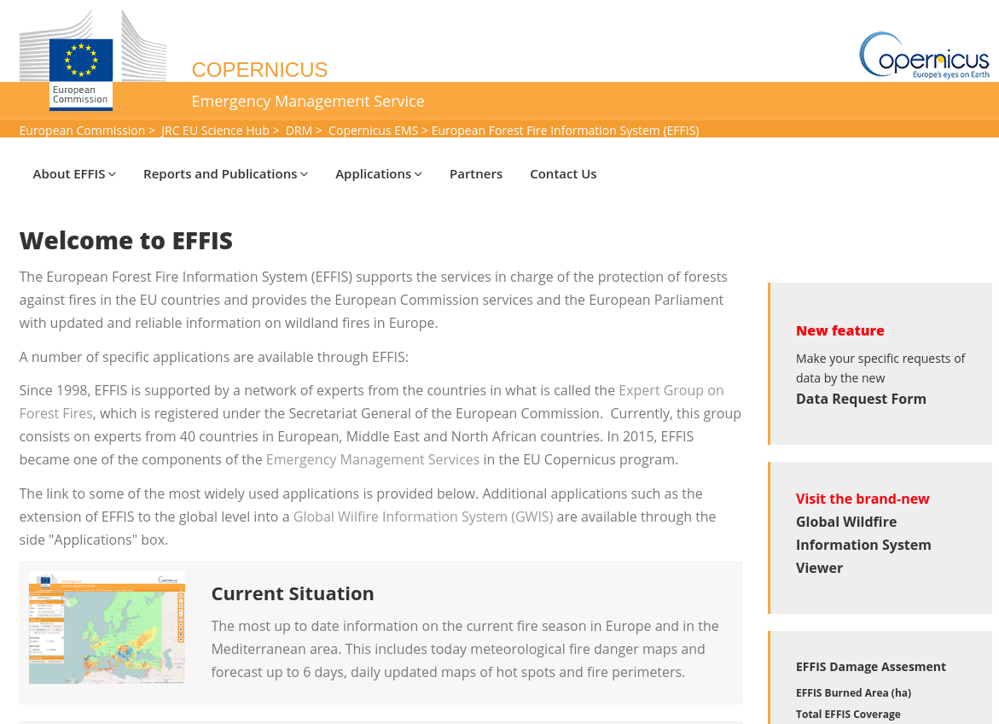 European
Commission
COPERNICUS
Emergency Management Service
opernicus
Europe's eyes on Earth
European Commission > JRC EU Science Hub > DRM > Copernicus EMS > European Forest FIre Information System (EFFIS)
About EFFIS Reports and Publications Applications Partners Contact Us
Welcome to EFFIS
The European Forest Fire Information System (EFFIS) supports the services in charge of the protection of forests
against fires in the EU countries and provides the European Commission services and the European Parliament
with updated and reliable information on wildland fires in Europe.
A number of specific applications are available through EFFIS:
Since 1998, EFFIS is supported by a network of experts from the countries in what is called the Expert Group on
Forest Fires, which is registered under the Secretariat General of the European Commission. Currently, this group
consists on experts from 40 countries in European, Middle East and North African countries. In 2015, EFFIS
became one of the components of the Emergency Management Services in the EU Copernicus program.
The link to some of the most widely used applications is provided below. Additional applications such as the
extension of EFFIS to the global level into a Global Wilfire Information System (GWIS) are available through the
side "Applications" box.
Current Situation
The most up to date information on the current fire season in Europe and in the
Mediterranean area. This includes today meteorological fire danger maps and
forecast up to 6 days, daily updated maps of hot spots and fire perimeters.
New feature
Make your specific requests of
data by the new
Data Request Form
Visit the brand-new
Global Wildfire
Information System
Viewer
EFFIS Damage Assesment
EFFIS Burned Area (ha)
Total EFFIS Coverage